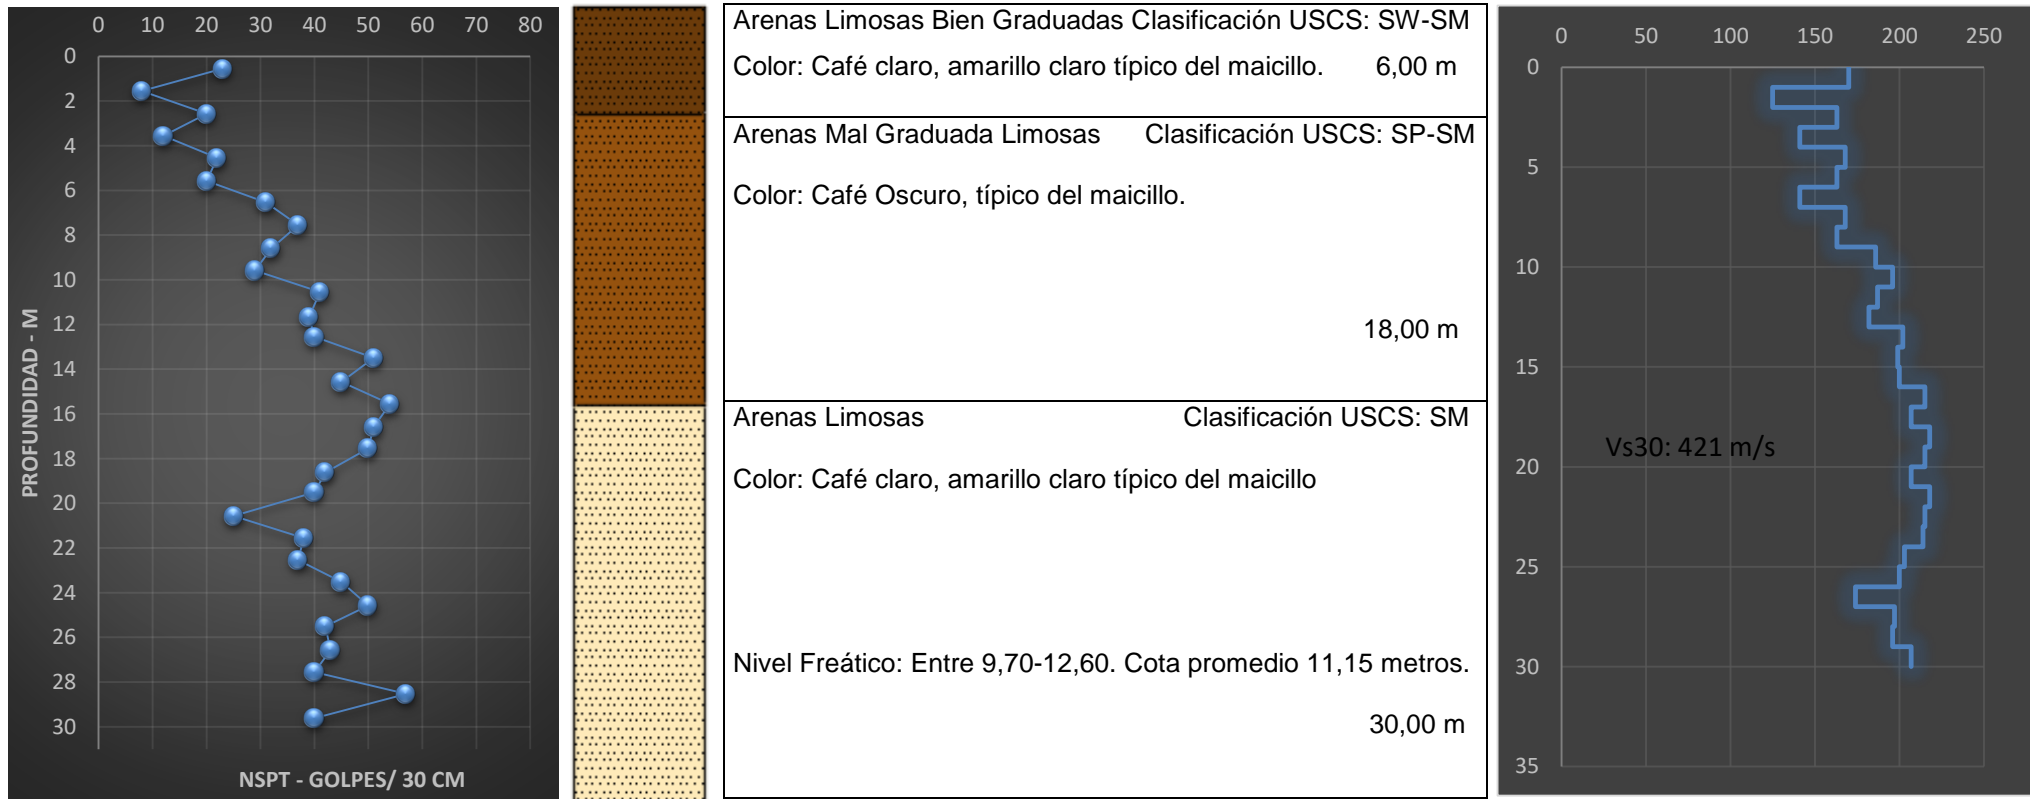 0 10 20 30 40 50 60 70 80
0
2
4
6
8
10
12
14
16
18
20
22
24
26
28
30
PROFUNDIDAD - M
NSPT - GOLPES/ 30 CM
Arenas Limosas Bien Graduadas Clasificación USCS: SW-SM
Color: Café claro, amarillo claro típico del maicillo. 6,00 m
Arenas Mal Graduada Limosas Clasificación USCS: SP-SM
Color: Café Oscuro, típico del maicillo.
18,00 m
Arenas Limosas Clasificación USCS: SM
Color: Café claro, amarillo claro típico del maicillo
Nivel Freático: Entre 9,70-12,60. Cota promedio 11,15 metros.
30,00 m
0 50 100 150 200 250
0
5
10
15
20
25
30
35
Vs30: 421 m/s